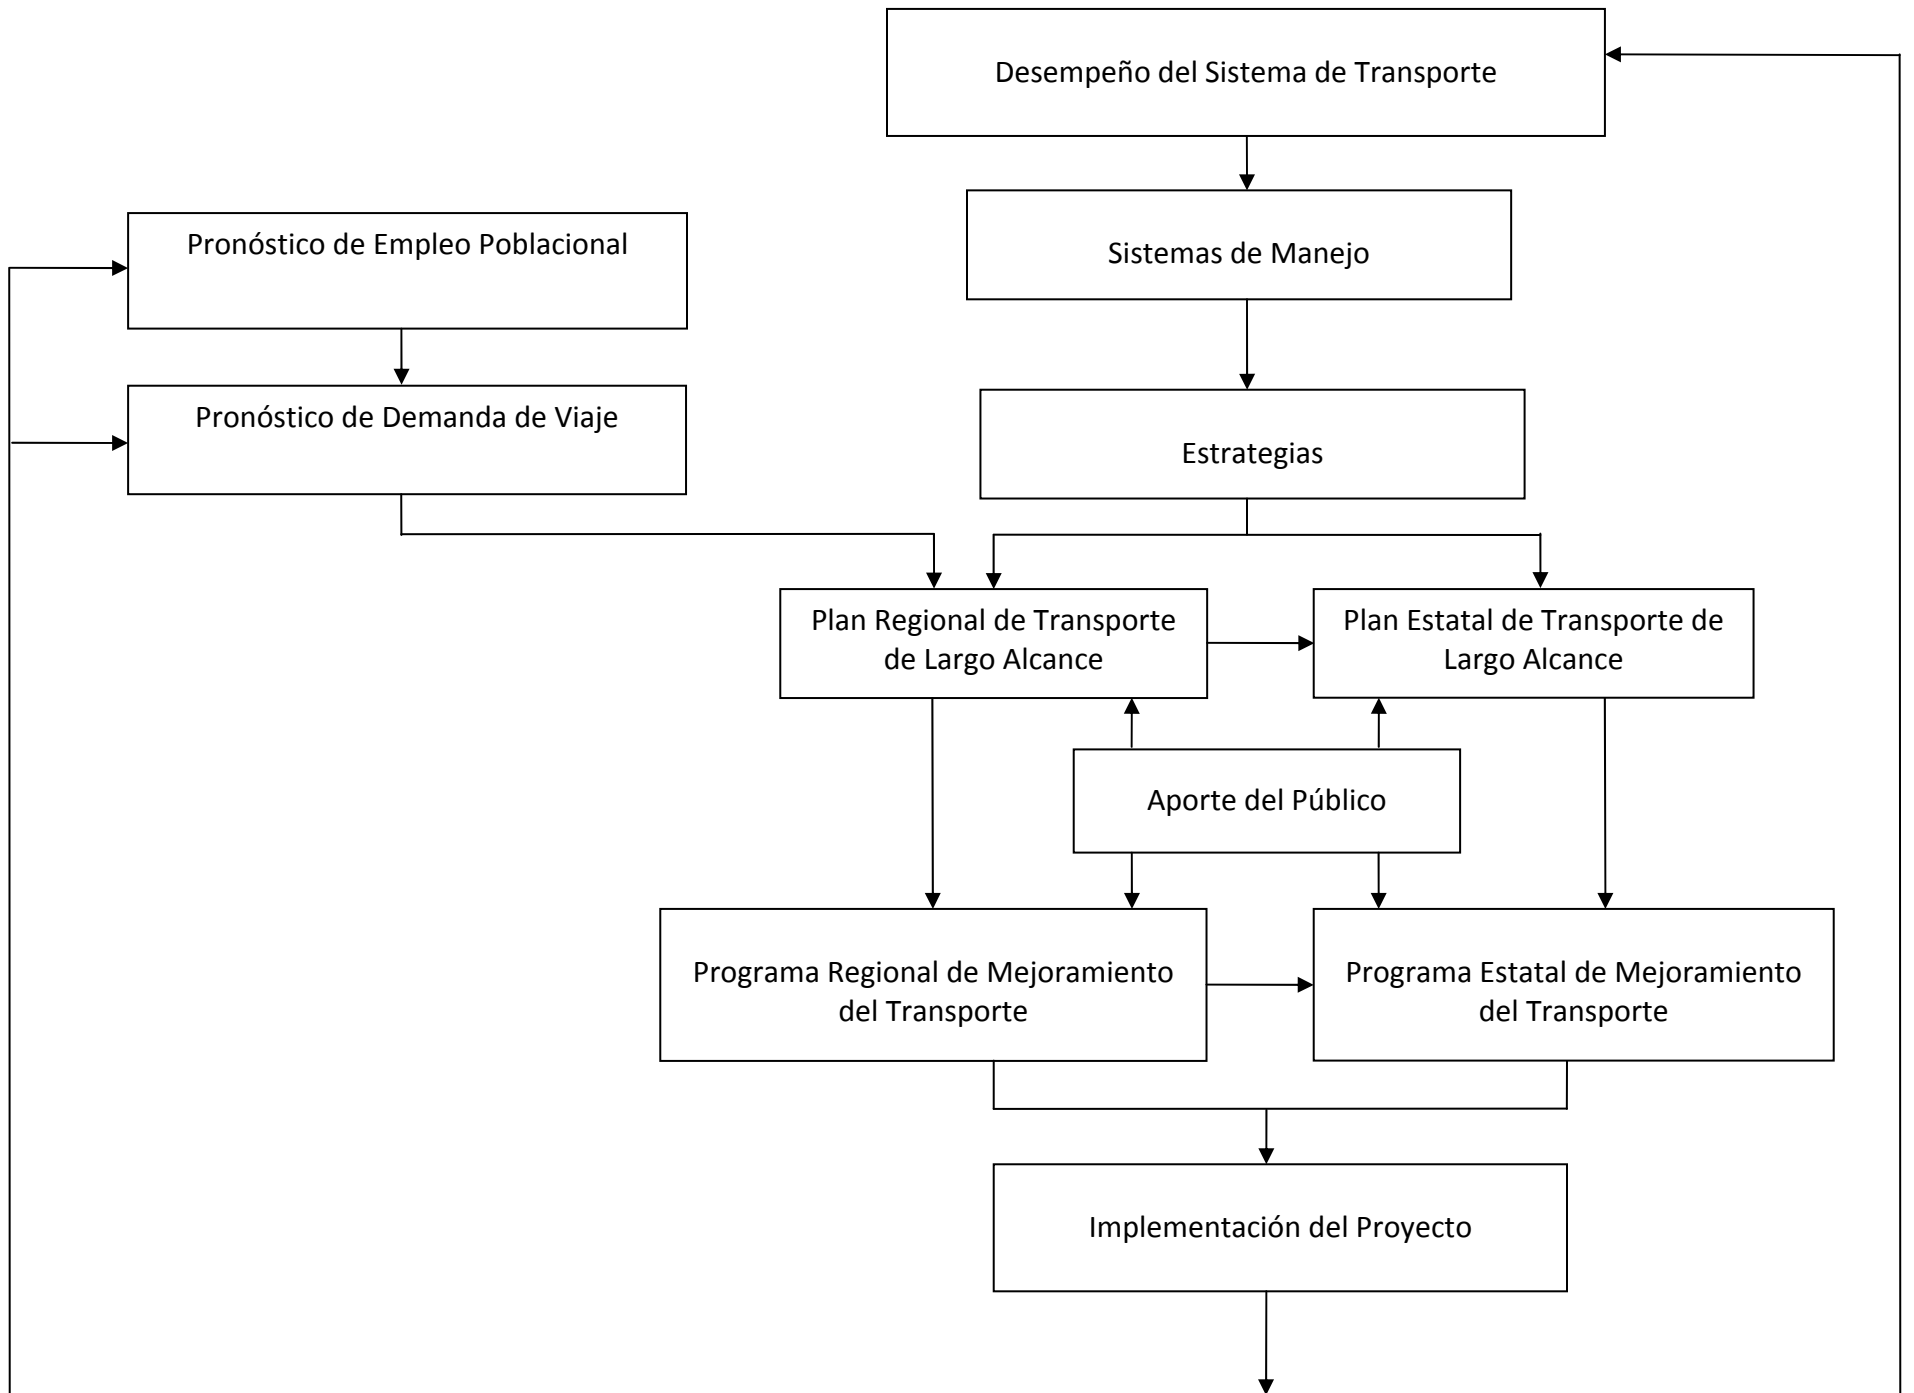 Desempeño del Sistema de Transporte
Pronóstico de Empleo Poblacional
Sistemas de Manejo
Pronóstico de Demanda de Viaje
Estrategias
Plan Regional de Transporte
de Largo Alcance
Plan Estatal de Transporte de
Largo Alcance
Aporte del Público
Programa Regional de Mejoramiento
del Transporte
Programa Estatal de Mejoramiento
del Transporte
Implementación del Proyecto